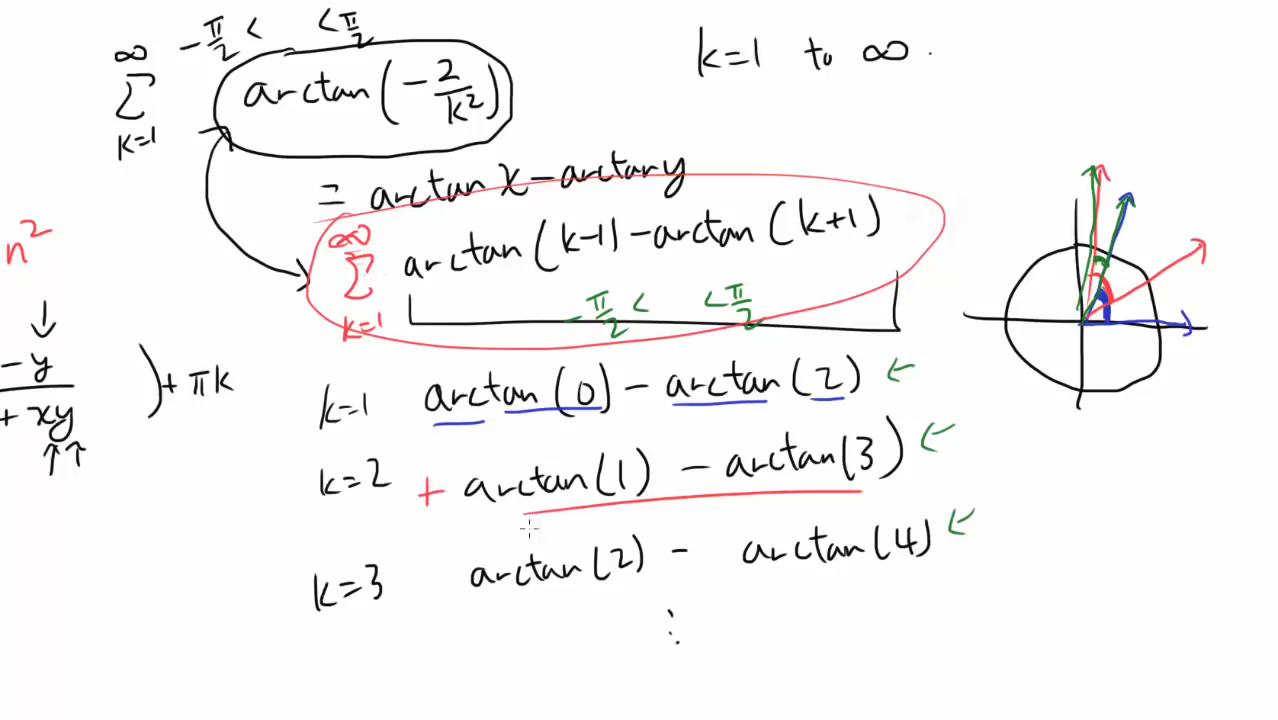 -π/2 < < π/2
∞ ∑ k=1 arctan(-2/k²)
k=1 to ∞.
= arctan x - arctan y
n²
∞ ∑ k=1 arctan(k-1) - arctan(k+1)
-π/2 < < π/2
-y / + xy ) + πk
k=1 arctan(0) - arctan(2) ←
k=2 + arctan(1) - arctan(3) ←
k=3 arctan(2) - arctan(4) ←
⋮